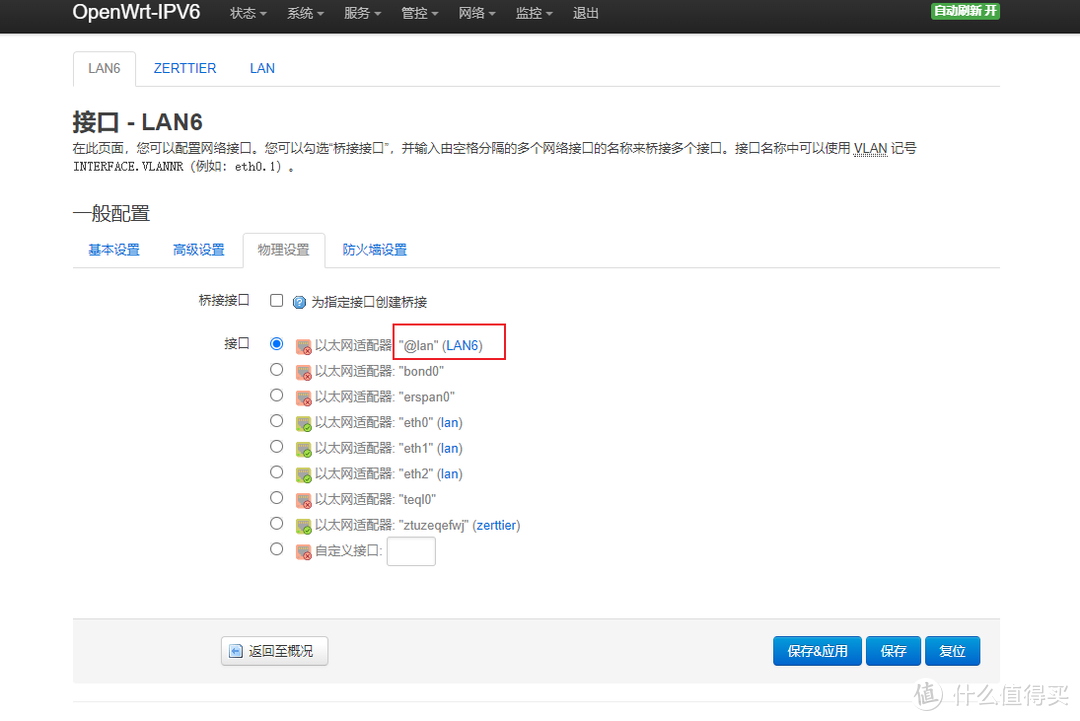 OpenWrt-IPV6 状态 系统 服务 管控 网络 监控 退出 自动刷新 开
LAN6 ZERTTIER LAN
接口 - LAN6
在此页面，您可以配置网络接口。您可以勾选“桥接接口”，并输入由空格分隔的多个网络接口的名称来桥接多个接口。接口名称中可以使用 VLAN 记号
INTERFACE.VLANNR（例如：eth0.1）。
一般配置
基本设置 高级设置 物理设置 防火墙设置
桥接接口 为指定接口创建桥接
接口 以太网适配器 "@lan" (LAN6)
以太网适配器: "bond0"
以太网适配器: "erspan0"
以太网适配器: "eth0" (lan)
以太网适配器: "eth1" (lan)
以太网适配器: "eth2" (lan)
以太网适配器: "teql0"
以太网适配器: "ztuzeqefwj" (zerttier)
自定义接口:
返回至概况 保存&应用 保存 复位
值 什么值得买